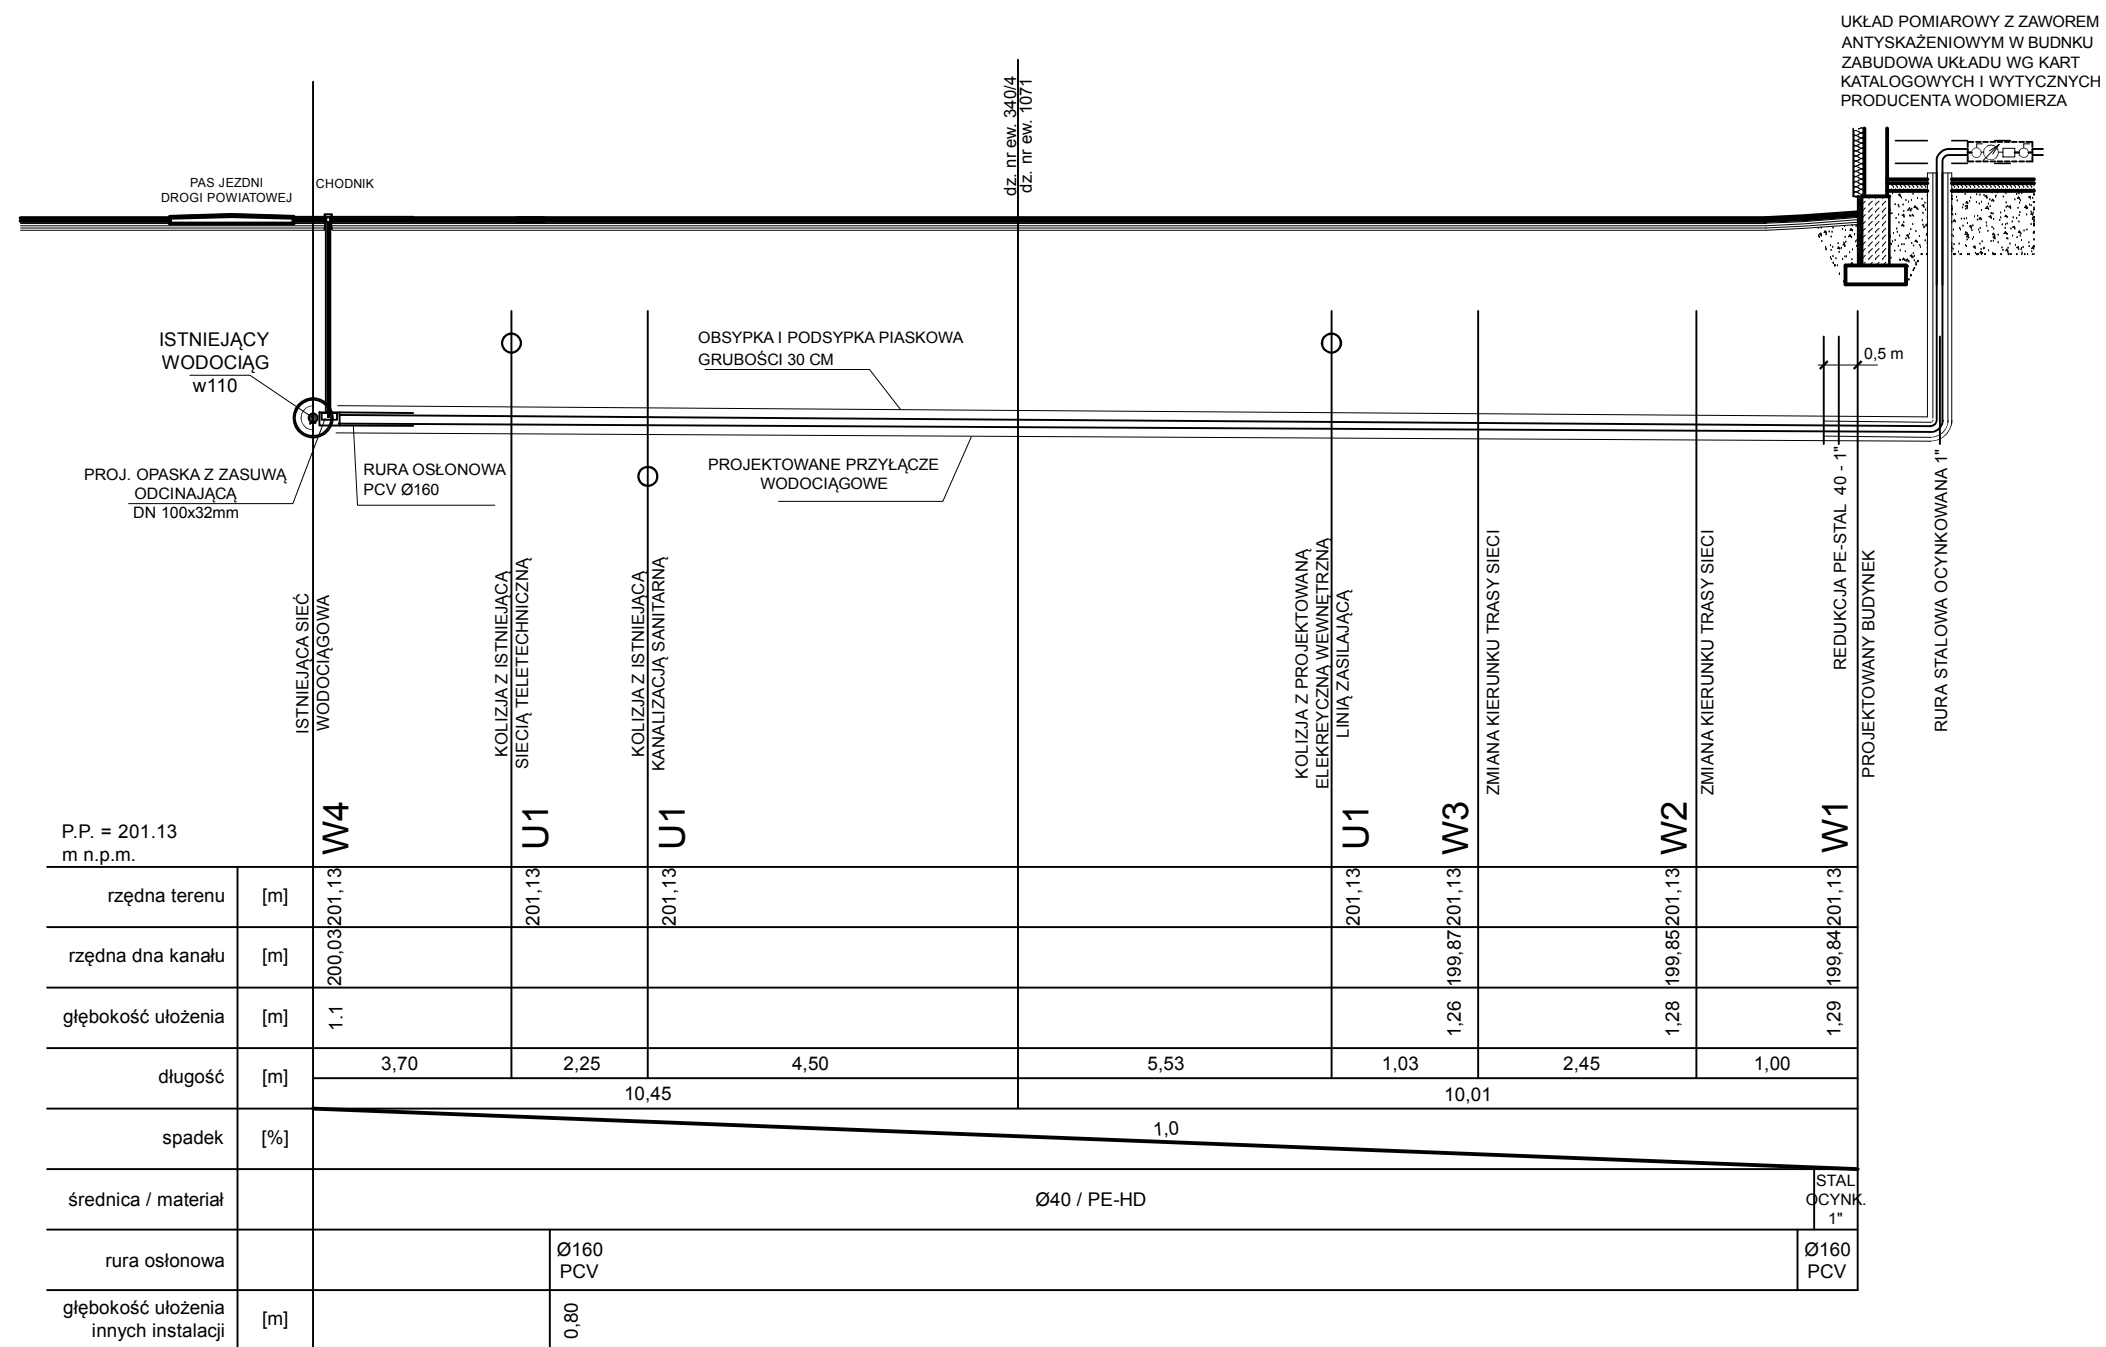 UKŁAD POMIAROWY Z ZAWOREM
ANTYSKAŻENIOWYM W BUDNKU
ZABUDOWA UKŁADU WG KART
KATALOGOWYCH I WYTYCZNYCH
PRODUCENTA WODOMIERZA
dz. nr ew. 340/4
dz. nr ew. 1071
PAS JEZDNI
DROGI POWIATOWEJ
CHODNIK
ISTNIEJĄCY
WODOCIĄG
w110
OBSYPKA I PODSYPKA PIASKOWA
GRUBOŚCI 30 CM
0,5 m
PROJ. OPASKA Z ZASUWĄ
ODCINAJĄCĄ
DN 100x32mm
RURA OSŁONOWA
PCV Ø160
PROJEKTOWANE PRZYŁĄCZE
WODOCIĄGOWE
ISTNIEJĄCA SIEĆ
WODOCIĄGOWA
KOLIZJA Z ISTNIEJĄCĄ
SIECIĄ TELETECHNICZNĄ
KOLIZJA Z ISTNIEJĄCĄ
KANALIZACJĄ SANITARNĄ
KOLIZJA Z PROJEKTOWANĄ
ELEKREYCZNĄ WEWNĘTRZNĄ
LINIĄ ZASILAJĄCĄ
ZMIANA KIERUNKU TRASY SIECI
ZMIANA KIERUNKU TRASY SIECI
REDUKCJA PE-STAL 40 - 1"
PROJEKTOWANY BUDYNEK
RURA STALOWA OCYNKOWANA 1"
P.P. = 201.13
m n.p.m.
W4
U1
U1
U1
W3
W2
W1
rzędna terenu [m] 201,13 201,13 201,13 201,13 201,13 201,13 201,13
rzędna dna kanału [m] 200,03 199,87 199,85 199,84
głębokość ułożenia [m] 1.1 1,26 1,28 1,29
długość [m] 3,70 2,25 4,50 5,53 1,03 2,45 1,00
10,45 10,01
spadek [%] 1,0
średnica / materiał Ø40 / PE-HD
STAL
OCYNK.
1"
rura osłonowa
Ø160
PCV
Ø160
PCV
głębokość ułożenia
innych instalacji
[m]
0,80